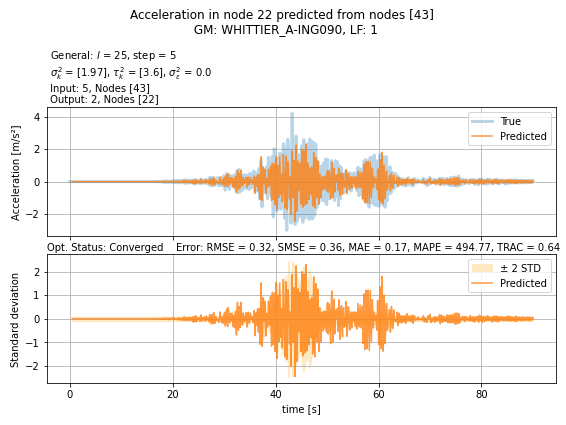 Acceleration in node 22 predicted from nodes [43]
GM: WHITTIER_A-ING090, LF: 1
General: l = 25, step = 5
σ²ₖ = [1.97], τ²ₖ = [3.6], σ²ε = 0.0
Input: 5, Nodes [43]
Output: 2, Nodes [22]
4
2
0
−2
Acceleration [m/s²]
True
Predicted
Opt. Status: Converged Error: RMSE = 0.32, SMSE = 0.36, MAE = 0.17, MAPE = 494.77, TRAC = 0.64
2
1
0
−1
−2
Standard deviation
± 2 STD
Predicted
0 20 40 60 80
time [s]